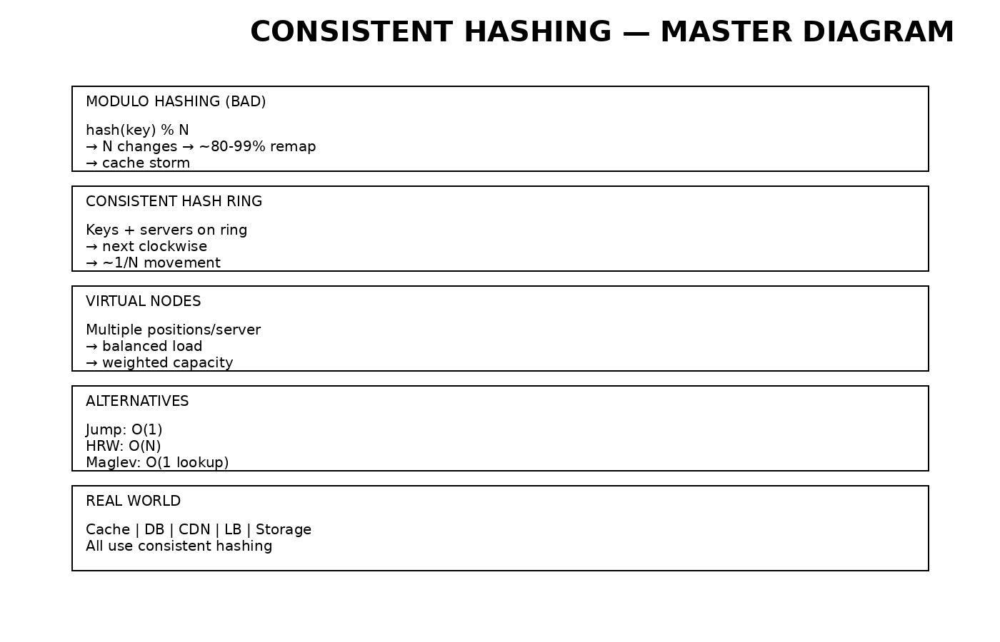 CONSISTENT HASHING — MASTER DIAGRAM
MODULO HASHING (BAD)
hash(key) % N
→ N changes → ~80-99% remap
→ cache storm
CONSISTENT HASH RING
Keys + servers on ring
→ next clockwise
→ ~1/N movement
VIRTUAL NODES
Multiple positions/server
→ balanced load
→ weighted capacity
ALTERNATIVES
Jump: O(1)
HRW: O(N)
Maglev: O(1 lookup)
REAL WORLD
Cache | DB | CDN | LB | Storage
All use consistent hashing